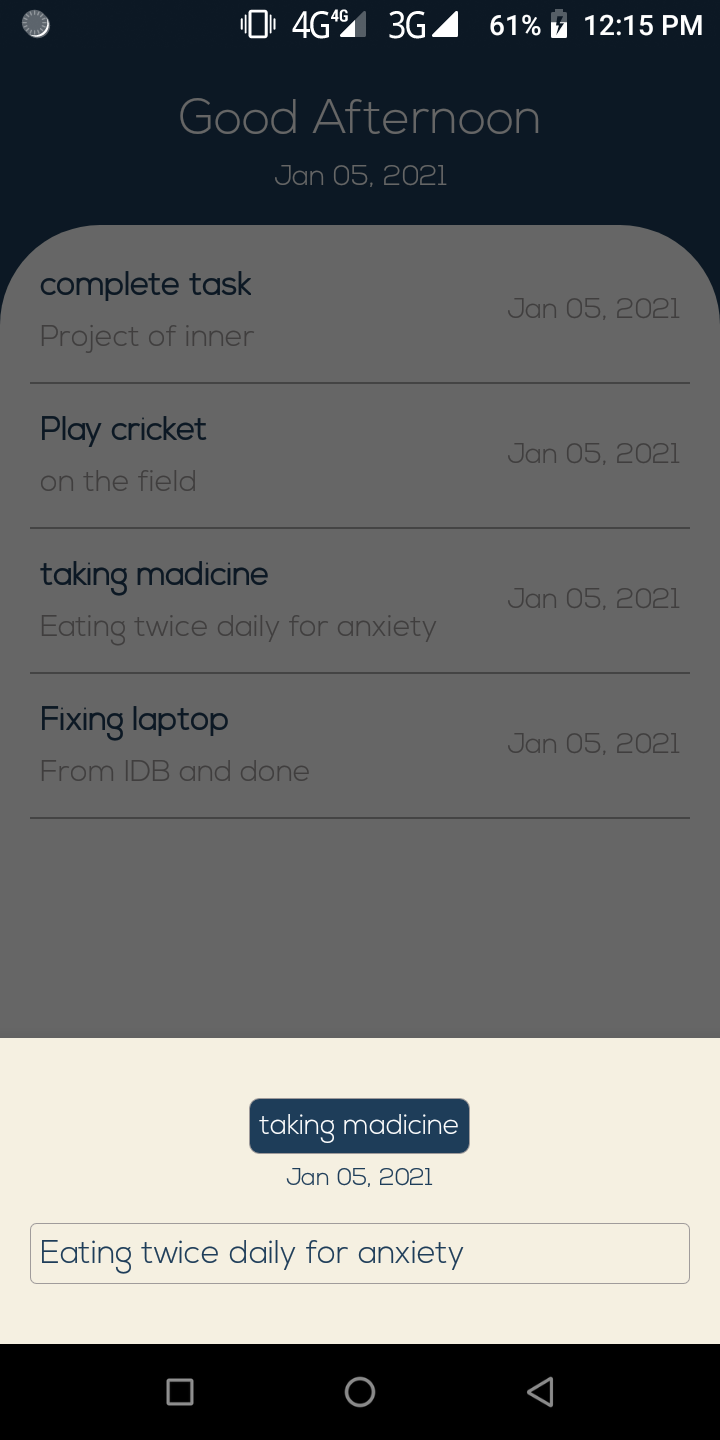 4G 4G 3G 61% 12:15 PM
Good Afternoon
Jan 05, 2021
complete task
Jan 05, 2021
Project of inner
Play cricket
Jan 05, 2021
on the field
taking madicine
Jan 05, 2021
Eating twice daily for anxiety
Fixing laptop
Jan 05, 2021
From IDB and done
taking madicine
Jan 05, 2021
Eating twice daily for anxiety